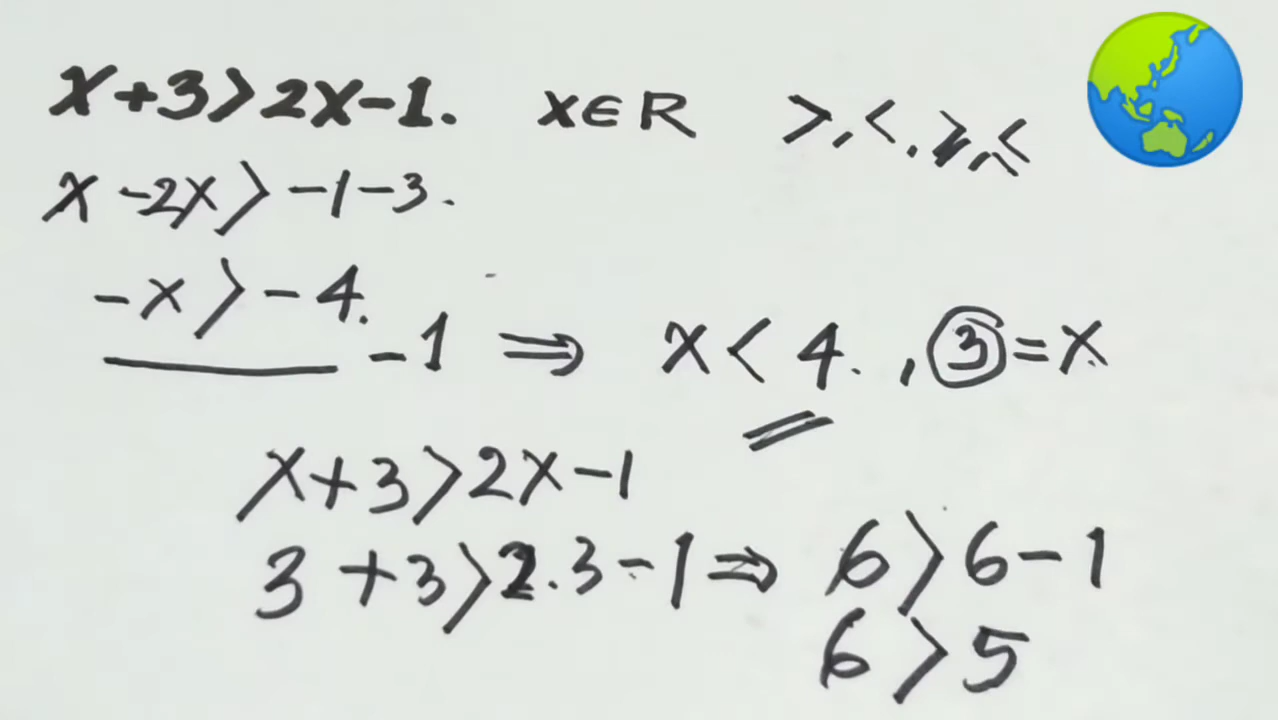 x+3>2x-1. x∈R >,<,≥,≤
x-2x>-1-3.
-x>-4.
-1 ⇒ x<4. , 3=x
x+3>2x-1
3+3>2.3-1⇒ 6>6-1
6>5